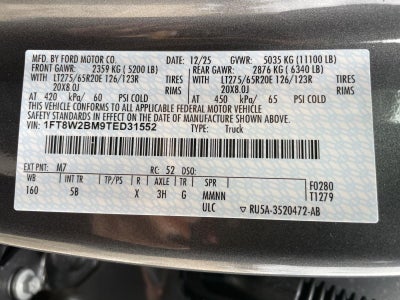 MFD. BY FORD MOTOR CO. 12/25 GVWR: 5035 KG (11100 LB)
FRONT GAWR: 2359 KG ( 5200 LB) REAR GAWR: 2876 KG ( 6340 LB)
WITH LT275/65R20E 126/123R TIRES WITH LT275/65R20E 126/123R TIRES
20X8.0J RIMS 20X8.0J RIMS
AT 420 kPa/ 60 PSI COLD AT 450 kPa/ 65 PSI COLD
THIS VEHICLE CONFORMS TO ALL APPLICABLE FEDERAL MOTOR VEHICLE
SAFETY STANDARDS IN EFFECT ON THE DATE OF MANUFACTURE SHOWN ABOVE.
VIN: 1FT8W2BM9TED31552 TYPE: Truck
EXT PNT: M7 RC: 52 DSO:
WB INT TR TP/PS R AXLE TR SPR F0280
160 5B X 3H G MMNN T1279
ULC RU5A-3520472-AB